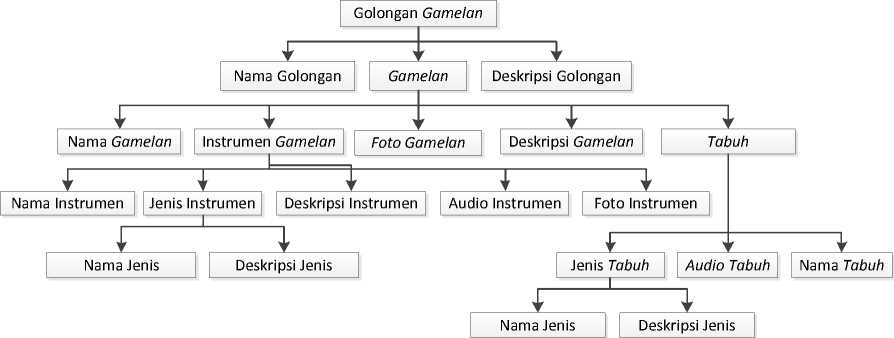 Golongan Gamelan
Nama Golongan
Gamelan
Deskripsi Golongan
Nama Gamelan
Instrumen Gamelan
Foto Gamelan
Deskripsi Gamelan
Tabuh
Nama Instrumen
Jenis Instrumen
Deskripsi Instrumen
Audio Instrumen
Foto Instrumen
Nama Jenis
Deskripsi Jenis
Jenis Tabuh
Audio Tabuh
Nama Tabuh
Nama Jenis
Deskripsi Jenis